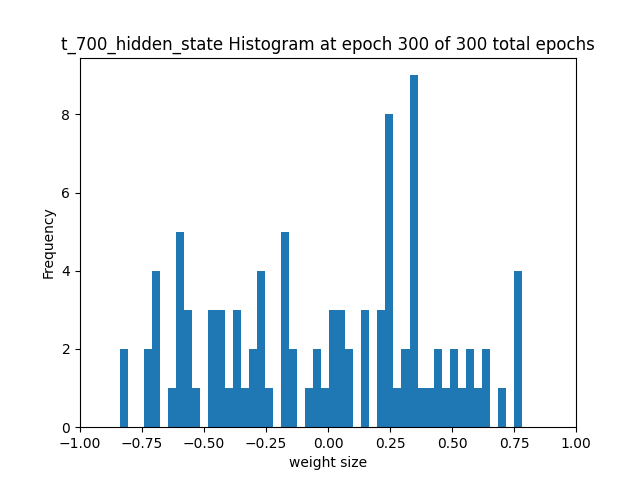 t_700_hidden_state Histogram at epoch 300 of 300 total epochs
8
6
4
2
0
Frequency
−1.00 −0.75 −0.50 −0.25 0.00 0.25 0.50 0.75 1.00
weight size